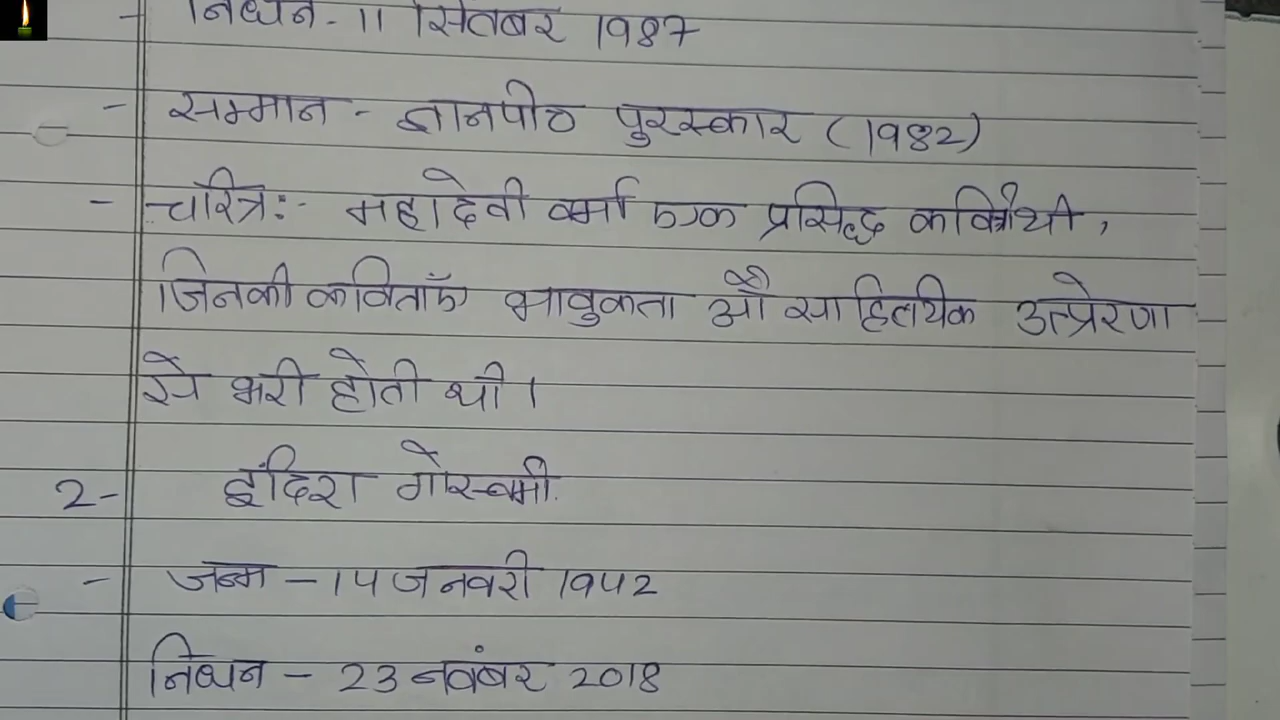 - निधन - 11 सितंबर 1987
- सम्मान - ज्ञानपीठ पुरस्कार (1982)
- चरित्र:- महादेवी वर्मा एक प्रसिद्ध कवित्री थी,
जिनकी कविताएँ भावुकता औ साहित्यिक उत्प्रेरणा
से भरी होती थी।
2- इंदिरा गोस्वमी.
- जन्म - 14 जनवरी 1942
निधन - 23 नवंबर 2018